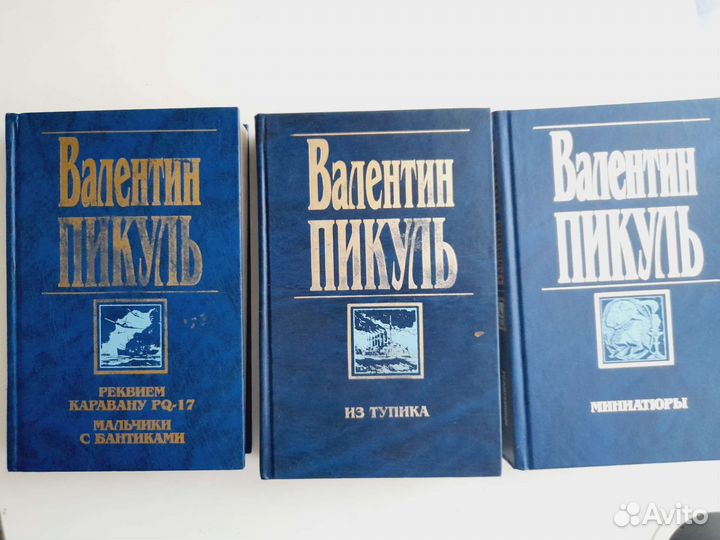 Валентин
ПИКУЛЬ
РЕКВИЕМ
КАРАВАНУ PQ-17
МАЛЬЧИКИ
С БАНТИКАМИ
Валентин
ПИКУЛЬ
ИЗ ТУПИКА
Валентин
ПИКУЛЬ
МИНИАТЮРЫ
Avito